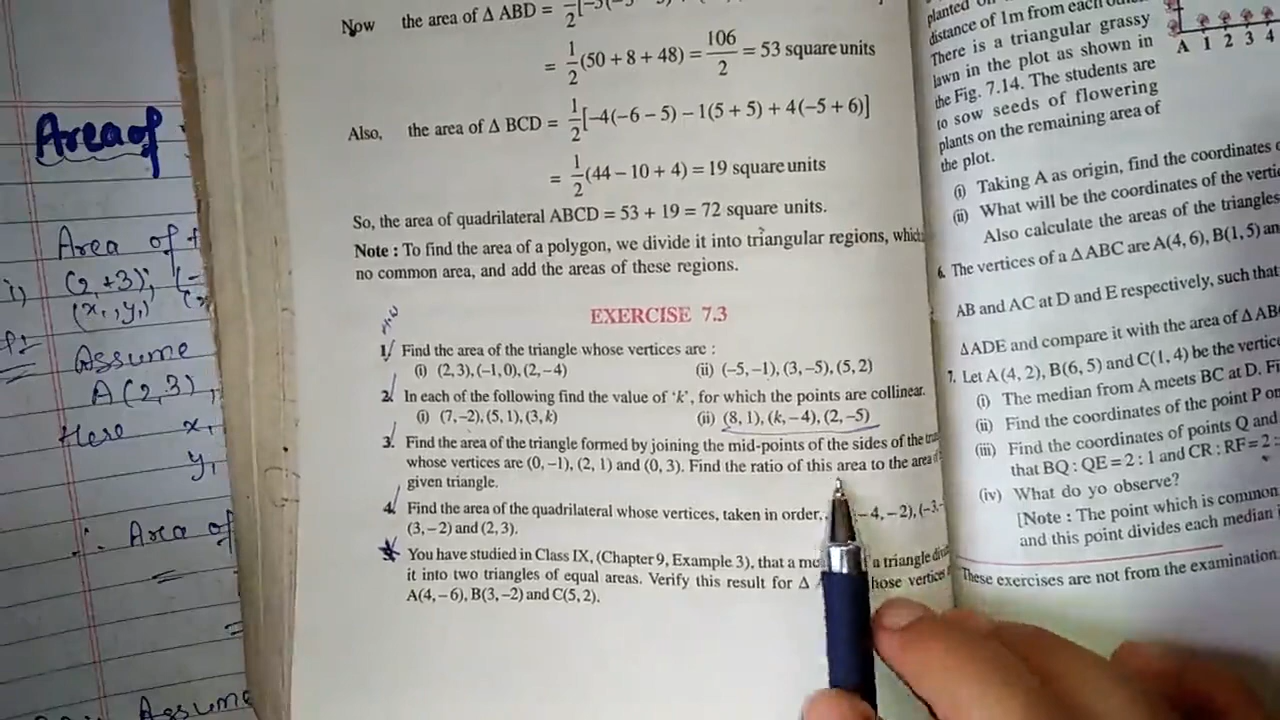 Area of
Area of
i) (2, +3);
(x₁, y₁)
Assume
A(2,3),
Here x₁
y₁
∴ Area of
=
Assume
Now the area of Δ ABD =
= 1/2 (50 + 8 + 48) = 106/2 = 53 square units
Also, the area of Δ BCD = 1/2 [–4(–6 – 5) – 1(5 + 5) + 4(–5 + 6)]
= 1/2 (44 – 10 + 4) = 19 square units
So, the area of quadrilateral ABCD = 53 + 19 = 72 square units.
Note : To find the area of a polygon, we divide it into triangular regions, which
no common area, and add the areas of these regions.
EXERCISE 7.3
1. Find the area of the triangle whose vertices are :
(i) (2, 3), (–1, 0), (2, –4) (ii) (–5, –1), (3, –5), (5, 2)
2. In each of the following find the value of ‘k’, for which the points are collinear.
(i) (7, –2), (5, 1), (3, k) (ii) (8, 1), (k, –4), (2, –5)
3. Find the area of the triangle formed by joining the mid-points of the sides of the
whose vertices are (0, –1), (2, 1) and (0, 3). Find the ratio of this area to the area
given triangle.
4. Find the area of the quadrilateral whose vertices, taken in order, –4, –2), (–3,
(3, –2) and (2, 3).
You have studied in Class IX, (Chapter 9, Example 3), that a a triangle
it into two triangles of equal areas. Verify this result for Δ vertices
A(4, –6), B(3, –2) and C(5, 2).
planted
distance of 1m from each
There is a triangular grassy
lawn in the plot as shown in
the Fig. 7.14. The students are
to sow seeds of flowering
plants on the remaining area of
the plot.
A 1 2 3 4
(i) Taking A as origin, find the coordinates
(ii) What will be the coordinates of the
Also calculate the areas of the triangles
6. The vertices of a Δ ABC are A(4, 6), B(1, 5)
AB and AC at D and E respectively, such that
Δ ADE and compare it with the area of Δ
7. Let A(4, 2), B(6, 5) and C(1, 4) be the
(i) The median from A meets BC at D.
(ii) Find the coordinates of the point P
(iii) Find the coordinates of points Q and
that BQ : QE = 2 : 1 and CR : RF = 2 :
(iv) What do yo observe?
[Note : The point which is common
and this point divides each median
These exercises are not from the examination